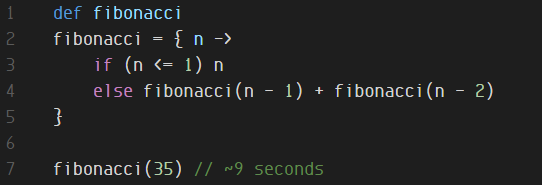 1 def fibonacci
2 fibonacci = { n ->
3     if (n <= 1) n
4     else fibonacci(n - 1) + fibonacci(n - 2)
5 }
6
7 fibonacci(35) // ~9 seconds